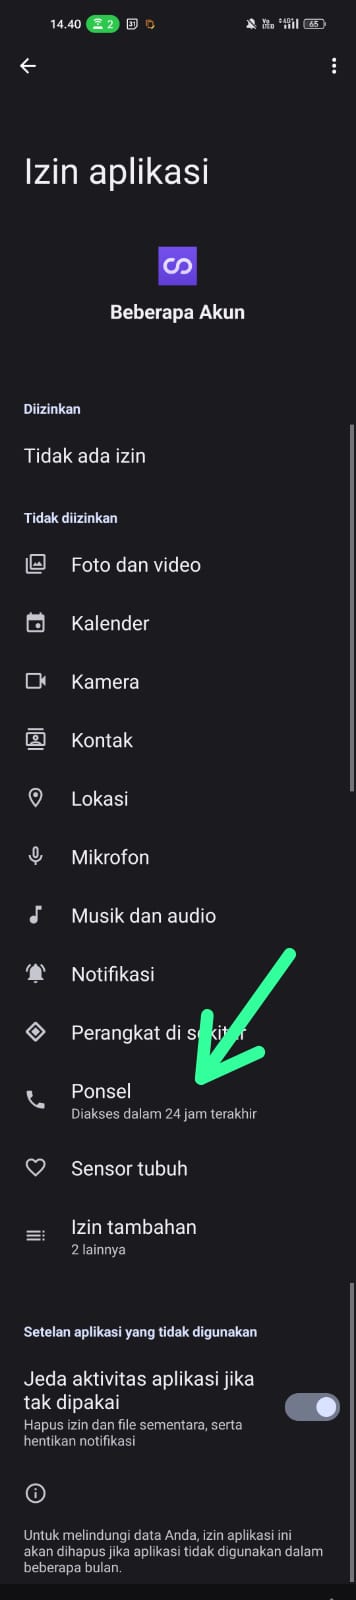 14.40
2
31
Vo
LTE
4G
65
Izin aplikasi
Beberapa Akun
Diizinkan
Tidak ada izin
Tidak diizinkan
Foto dan video
Kalender
Kamera
Kontak
Lokasi
Mikrofon
Musik dan audio
Notifikasi
Perangkat di sekitar
Ponsel
Diakses dalam 24 jam terakhir
Sensor tubuh
Izin tambahan
2 lainnya
Setelan aplikasi yang tidak digunakan
Jeda aktivitas aplikasi jika
tak dipakai
Hapus izin dan file sementara, serta
hentikan notifikasi
Untuk melindungi data Anda, izin aplikasi ini
akan dihapus jika aplikasi tidak digunakan dalam
beberapa bulan.